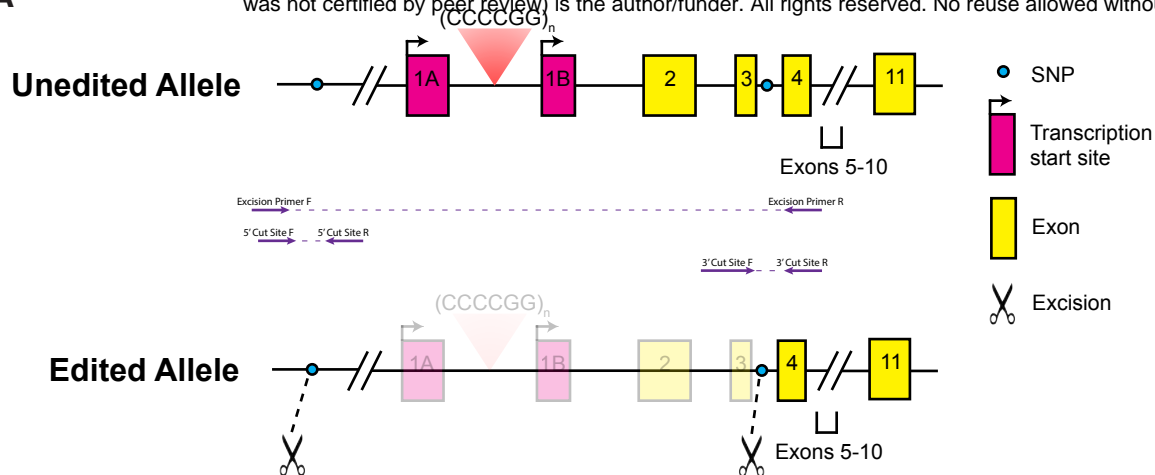 was not certified by peer review) is the author/funder. All rights reserved. No reuse allowed witho
(CCCCGG)n
Unedited Allele
1A
1B
2
3
4
11
Exons 5-10
SNP
Transcription
start site
Exon
Excision
Excision Primer F
Excision Primer R
5' Cut Site F
5' Cut Site R
3' Cut Site F
3' Cut Site R
(CCCCGG)n
Edited Allele
1A
1B
2
3
4
11
Exons 5-10